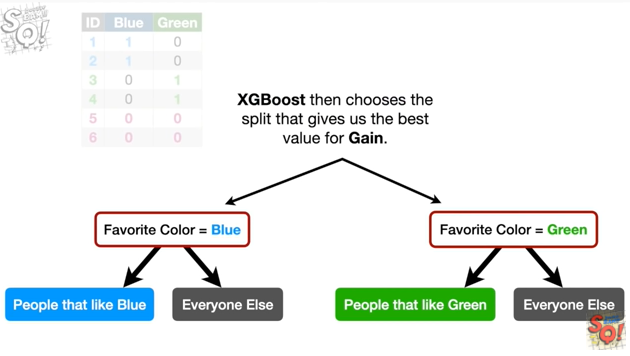 ID Blue Green
1 1 0
2 1 0
3 0 1
4 0 1
5 0 0
6 0 0
XGBoost then chooses the
split that gives us the best
value for Gain.
Favorite Color = Blue
Favorite Color = Green
People that like Blue
Everyone Else
People that like Green
Everyone Else
SQ!